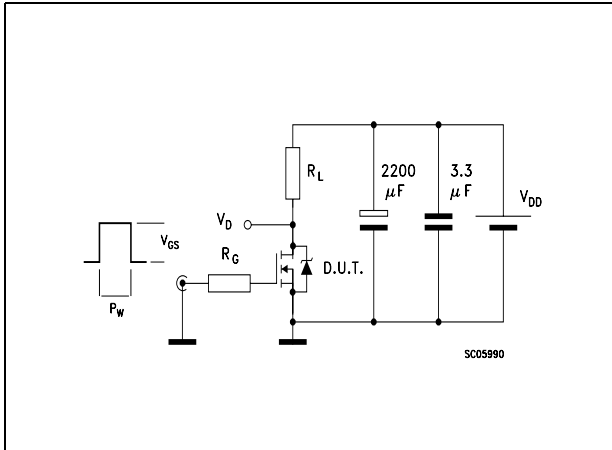 R_L
2200
μF
3.3
μF
V_DD
V_D
V_GS
R_G
D.U.T.
P_W
SC05990